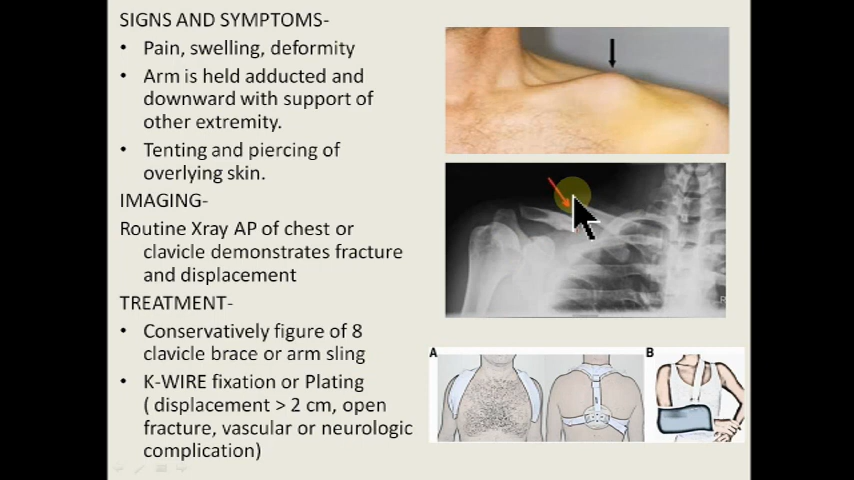 SIGNS AND SYMPTOMS-
• Pain, swelling, deformity
• Arm is held adducted and
downward with support of
other extremity.
• Tenting and piercing of
overlying skin.
IMAGING-
Routine Xray AP of chest or
clavicle demonstrates fracture
and displacement
TREATMENT-
• Conservatively figure of 8
clavicle brace or arm sling
• K-WIRE fixation or Plating
( displacement > 2 cm, open
fracture, vascular or neurologic
complication)
R
A
B